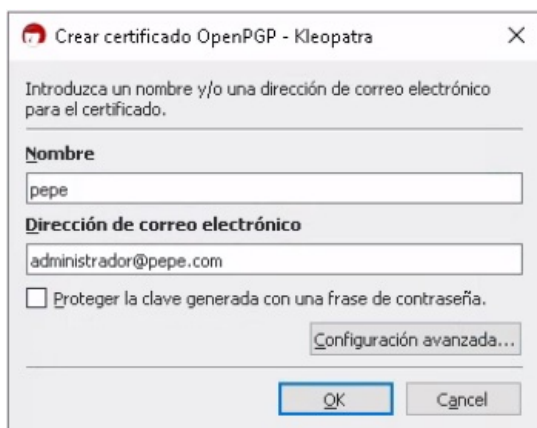 Crear certificado OpenPGP - Kleopatra
Introduzca un nombre y/o una dirección de correo electrónico
para el certificado.
Nombre
pepe
Dirección de correo electrónico
administrador@pepe.com
Proteger la clave generada con una frase de contraseña.
Configuración avanzada...
OK
Cancel